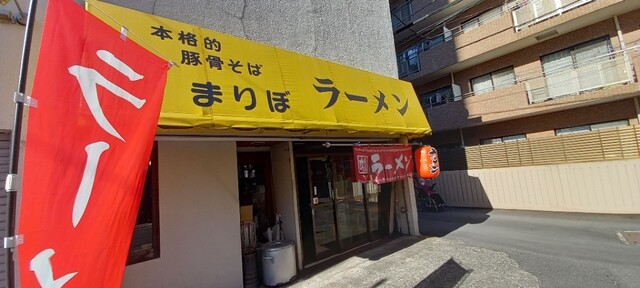 本格的
豚骨そば
まりぼ ラーメン
ラーメ
ラーメン